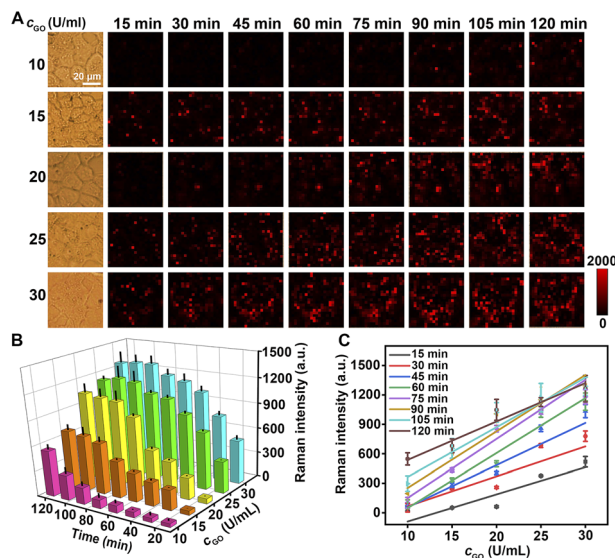 A
c_GO (U/ml) 15 min 30 min 45 min 60 min 75 min 90 min 105 min 120 min
10
20 μm
15
20
25
30
2000
0
B
1500
1200
900
600
300
0
Raman intensity (a.u.)
120 100 80 60 40 20
Time (min)
10 15 20 25 30
c_GO (U/mL)
C
Raman intensity (a.u.)
1500
1200
900
600
300
0
15 min
30 min
45 min
60 min
75 min
90 min
105 min
120 min
10 15 20 25 30
c_GO (U/mL)